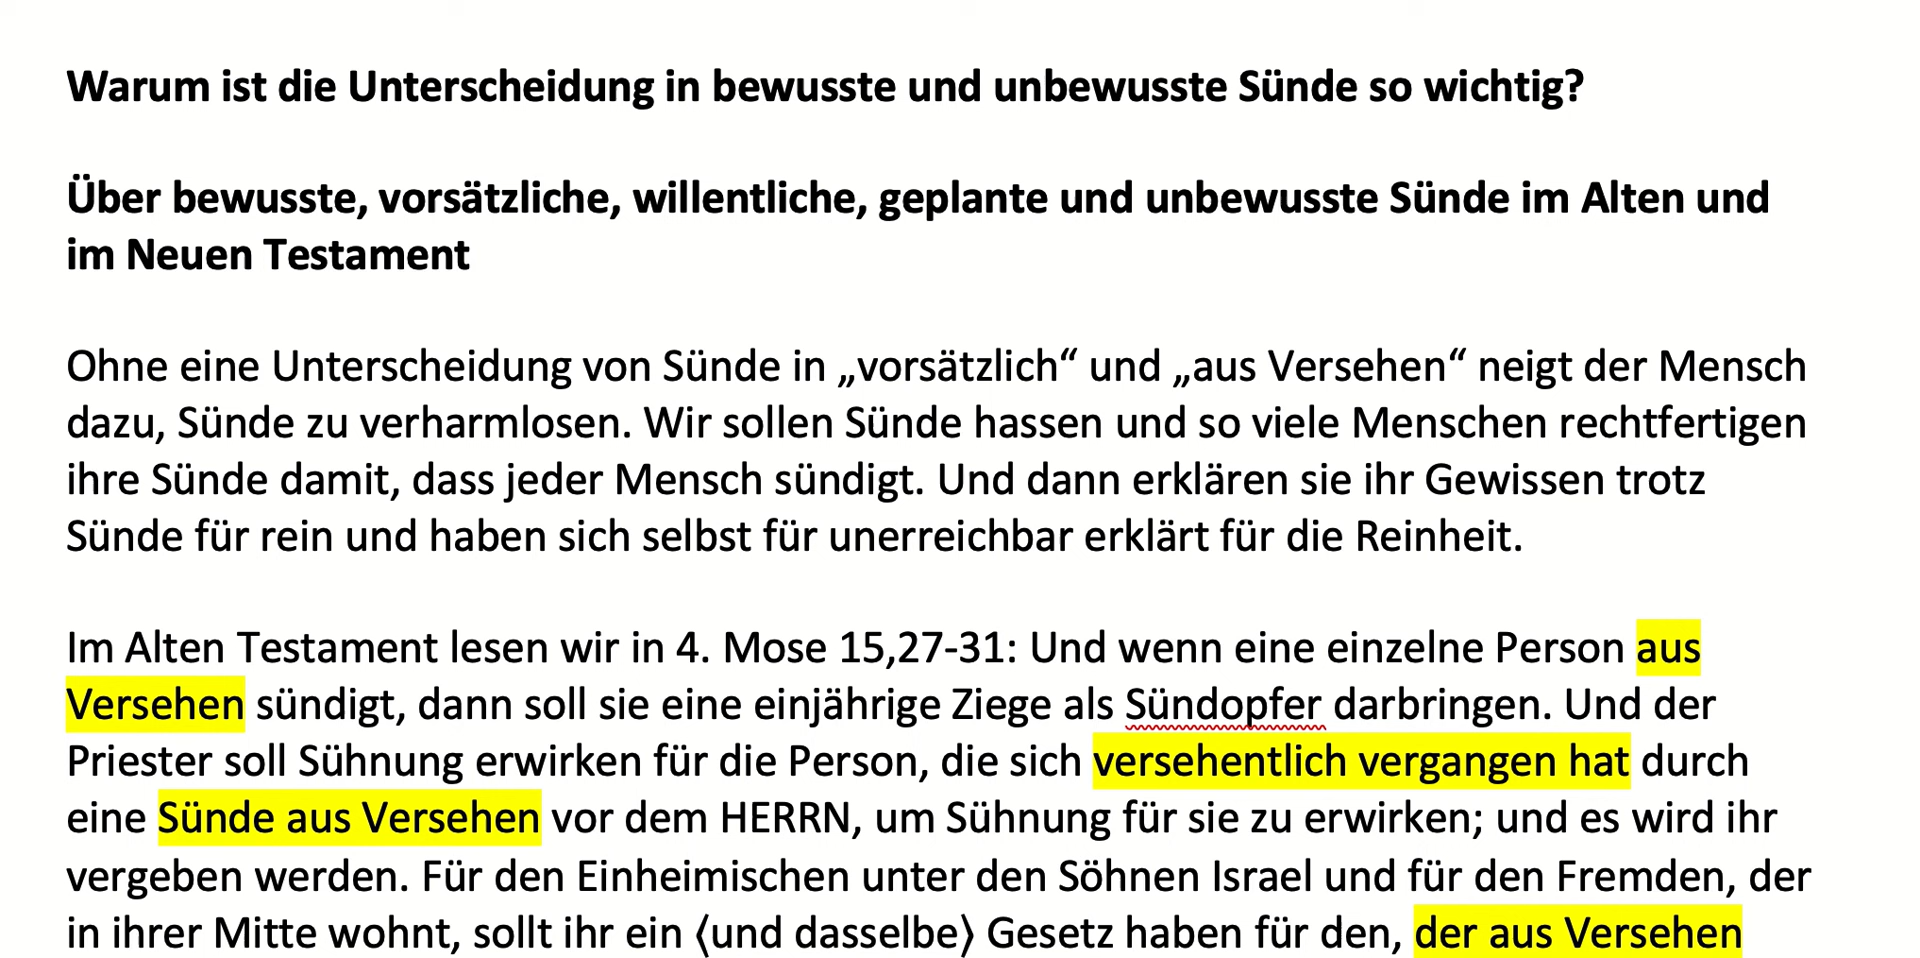 Warum ist die Unterscheidung in bewusste und unbewusste Sünde so wichtig?
Über bewusste, vorsätzliche, willentliche, geplante und unbewusste Sünde im Alten und
im Neuen Testament
Ohne eine Unterscheidung von Sünde in „vorsätzlich“ und „aus Versehen“ neigt der Mensch
dazu, Sünde zu verharmlosen. Wir sollen Sünde hassen und so viele Menschen rechtfertigen
ihre Sünde damit, dass jeder Mensch sündigt. Und dann erklären sie ihr Gewissen trotz
Sünde für rein und haben sich selbst für unerreichbar erklärt für die Reinheit.
Im Alten Testament lesen wir in 4. Mose 15,27-31: Und wenn eine einzelne Person aus
Versehen sündigt, dann soll sie eine einjährige Ziege als Sündopfer darbringen. Und der
Priester soll Sühnung erwirken für die Person, die sich versehentlich vergangen hat durch
eine Sünde aus Versehen vor dem HERRN, um Sühnung für sie zu erwirken; und es wird ihr
vergeben werden. Für den Einheimischen unter den Söhnen Israel und für den Fremden, der
in ihrer Mitte wohnt, sollt ihr ein ⟨und dasselbe⟩ Gesetz haben für den, der aus Versehen